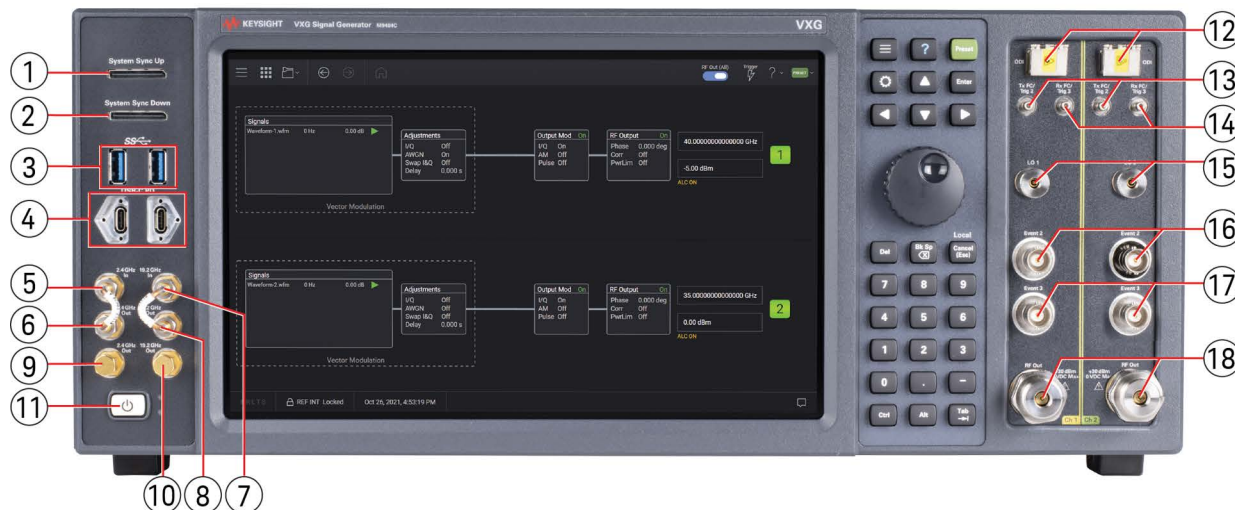 KEYSIGHT VXG Signal Generator
VXG
System Sync Up
System Sync Down
SS
2.4 GHz In
19.2 GHz In
2.4 GHz Out
19.2 GHz Out
RF Out (All)
Trigger
?
PRESET
Signals
Waveform-1.wfm 0 Hz 0.00 dB
Adjustments
I/Q Off
AWGN On
Swap I&Q Off
Delay 0.000 s
Vector Modulation
Output Mod On
I/Q On
AM Off
Pulse Off
RF Output On
Phase 0.000 deg
Corr Off
PwrLim Off
40.00000000000000 GHz
-5.00 dBm
ALC ON
1
Signals
Waveform-2.wfm 0 Hz 0.00 dB
Adjustments
I/Q Off
AWGN Off
Swap I&Q Off
Delay 0.000 s
Vector Modulation
Output Mod On
I/Q On
AM Off
Pulse Off
RF Output On
Phase 0.000 deg
Corr Off
PwrLim Off
35.00000000000000 GHz
0.00 dBm
ALC ON
2
REF INT Locked
Oct 26, 2021, 4:53:19 PM
?
Preset
Enter
Local
Del
Bk Sp
Cancel (Esc)
7 8 9
4 5 6
1 2 3
0 . −
Ctrl Alt Tab
ODI
ODI
Tx FC/ Trig 2
Rx FC/ Trig 3
Tx FC/ Trig 2
Rx FC/ Trig 3
LO 1
Event 2
Event 2
Event 3
Event 3
RF Out
RF Out
Ch 1 Ch 2
1
2
3
4
5
6
7
8
9
10
11
12
13
14
15
16
17
18